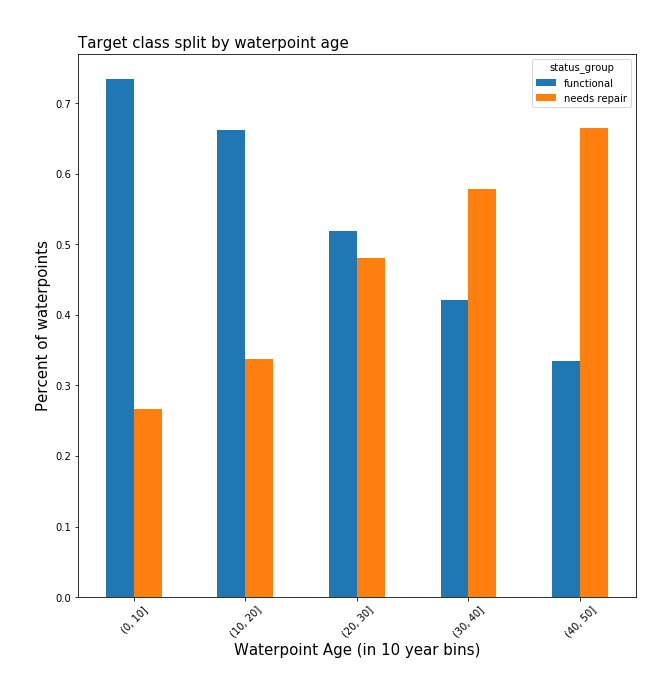 Target class split by waterpoint age
status_group
functional
needs repair
Percent of waterpoints
0.7
0.6
0.5
0.4
0.3
0.2
0.1
0.0
(0, 10]
(10, 20]
(20, 30]
(30, 40]
(40, 50]
Waterpoint Age (in 10 year bins)